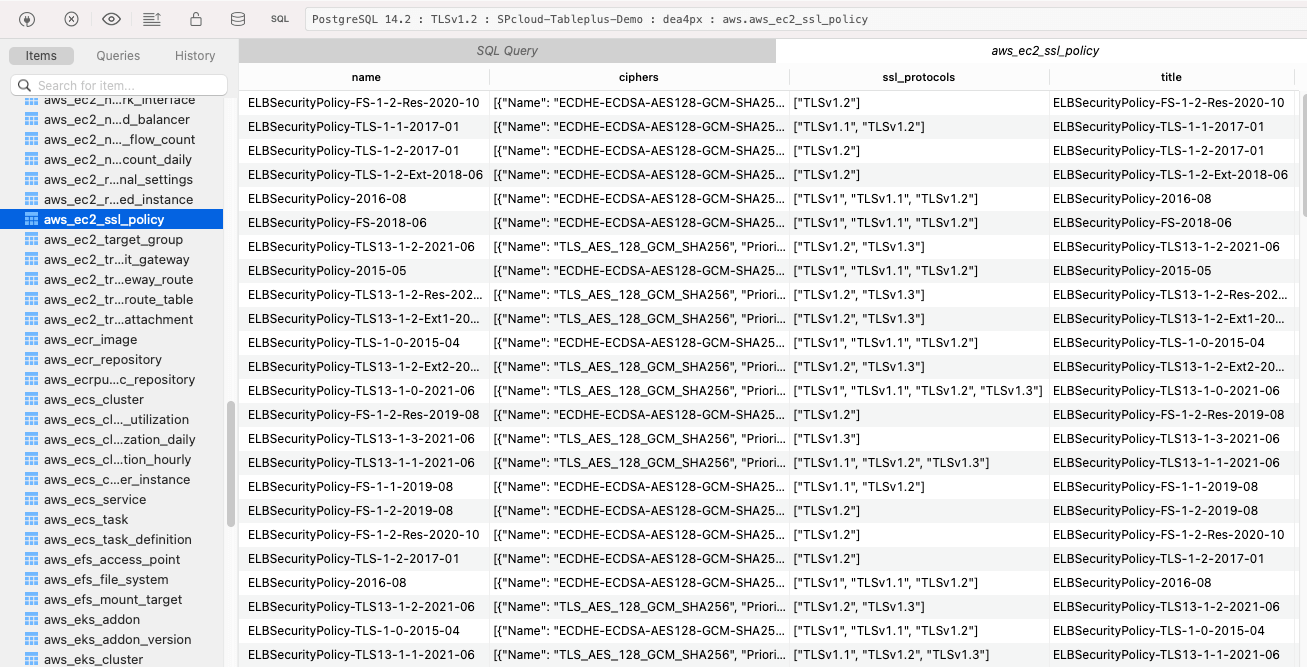 SQL
PostgreSQL 14.2 : TLSv1.2 : SPcloud-Tableplus-Demo : dea4px : aws.aws_ec2_ssl_policy
Items Queries History
Search for item...
aws_ec2_n...rk_interface
aws_ec2_n...d_balancer
aws_ec2_n..._flow_count
aws_ec2_n...count_daily
aws_ec2_r...nal_settings
aws_ec2_r...ed_instance
aws_ec2_ssl_policy
aws_ec2_target_group
aws_ec2_tr...it_gateway
aws_ec2_tr...eway_route
aws_ec2_tr...route_table
aws_ec2_tr...attachment
aws_ecr_image
aws_ecr_repository
aws_ecrpu...c_repository
aws_ecs_cluster
aws_ecs_cl..._utilization
aws_ecs_cl...zation_daily
aws_ecs_cl...tion_hourly
aws_ecs_c...er_instance
aws_ecs_service
aws_ecs_task
aws_ecs_task_definition
aws_efs_access_point
aws_efs_file_system
aws_efs_mount_target
aws_eks_addon
aws_eks_addon_version
aws_eks_cluster
SQL Query aws_ec2_ssl_policy
name ciphers ssl_protocols title
ELBSecurityPolicy-FS-1-2-Res-2020-10 [{"Name": "ECDHE-ECDSA-AES128-GCM-SHA25... ["TLSv1.2"] ELBSecurityPolicy-FS-1-2-Res-2020-10
ELBSecurityPolicy-TLS-1-1-2017-01 [{"Name": "ECDHE-ECDSA-AES128-GCM-SHA25... ["TLSv1.1", "TLSv1.2"] ELBSecurityPolicy-TLS-1-1-2017-01
ELBSecurityPolicy-TLS-1-2-2017-01 [{"Name": "ECDHE-ECDSA-AES128-GCM-SHA25... ["TLSv1.2"] ELBSecurityPolicy-TLS-1-2-2017-01
ELBSecurityPolicy-TLS-1-2-Ext-2018-06 [{"Name": "ECDHE-ECDSA-AES128-GCM-SHA25... ["TLSv1.2"] ELBSecurityPolicy-TLS-1-2-Ext-2018-06
ELBSecurityPolicy-2016-08 [{"Name": "ECDHE-ECDSA-AES128-GCM-SHA25... ["TLSv1", "TLSv1.1", "TLSv1.2"] ELBSecurityPolicy-2016-08
ELBSecurityPolicy-FS-2018-06 [{"Name": "ECDHE-ECDSA-AES128-GCM-SHA25... ["TLSv1", "TLSv1.1", "TLSv1.2"] ELBSecurityPolicy-FS-2018-06
ELBSecurityPolicy-TLS13-1-2-2021-06 [{"Name": "TLS_AES_128_GCM_SHA256", "Priori... ["TLSv1.2", "TLSv1.3"] ELBSecurityPolicy-TLS13-1-2-2021-06
ELBSecurityPolicy-2015-05 [{"Name": "ECDHE-ECDSA-AES128-GCM-SHA25... ["TLSv1", "TLSv1.1", "TLSv1.2"] ELBSecurityPolicy-2015-05
ELBSecurityPolicy-TLS13-1-2-Res-202... [{"Name": "TLS_AES_128_GCM_SHA256", "Priori... ["TLSv1.2", "TLSv1.3"] ELBSecurityPolicy-TLS13-1-2-Res-202...
ELBSecurityPolicy-TLS13-1-2-Ext1-20... [{"Name": "TLS_AES_128_GCM_SHA256", "Priori... ["TLSv1.2", "TLSv1.3"] ELBSecurityPolicy-TLS13-1-2-Ext1-20...
ELBSecurityPolicy-TLS-1-0-2015-04 [{"Name": "ECDHE-ECDSA-AES128-GCM-SHA25... ["TLSv1", "TLSv1.1", "TLSv1.2"] ELBSecurityPolicy-TLS-1-0-2015-04
ELBSecurityPolicy-TLS13-1-2-Ext2-20... [{"Name": "TLS_AES_128_GCM_SHA256", "Priori... ["TLSv1.2", "TLSv1.3"] ELBSecurityPolicy-TLS13-1-2-Ext2-20...
ELBSecurityPolicy-TLS13-1-0-2021-06 [{"Name": "TLS_AES_128_GCM_SHA256", "Priori... ["TLSv1", "TLSv1.1", "TLSv1.2", "TLSv1.3"] ELBSecurityPolicy-TLS13-1-0-2021-06
ELBSecurityPolicy-FS-1-2-Res-2019-08 [{"Name": "ECDHE-ECDSA-AES128-GCM-SHA25... ["TLSv1.2"] ELBSecurityPolicy-FS-1-2-Res-2019-08
ELBSecurityPolicy-TLS13-1-3-2021-06 [{"Name": "TLS_AES_128_GCM_SHA256", "Priori... ["TLSv1.3"] ELBSecurityPolicy-TLS13-1-3-2021-06
ELBSecurityPolicy-TLS13-1-1-2021-06 [{"Name": "TLS_AES_128_GCM_SHA256", "Priori... ["TLSv1.1", "TLSv1.2", "TLSv1.3"] ELBSecurityPolicy-TLS13-1-1-2021-06
ELBSecurityPolicy-FS-1-1-2019-08 [{"Name": "ECDHE-ECDSA-AES128-GCM-SHA25... ["TLSv1.1", "TLSv1.2"] ELBSecurityPolicy-FS-1-1-2019-08
ELBSecurityPolicy-FS-1-2-2019-08 [{"Name": "ECDHE-ECDSA-AES128-GCM-SHA25... ["TLSv1.2"] ELBSecurityPolicy-FS-1-2-2019-08
ELBSecurityPolicy-FS-1-2-Res-2020-10 [{"Name": "ECDHE-ECDSA-AES128-GCM-SHA25... ["TLSv1.2"] ELBSecurityPolicy-FS-1-2-Res-2020-10
ELBSecurityPolicy-TLS-1-2-2017-01 [{"Name": "ECDHE-ECDSA-AES128-GCM-SHA25... ["TLSv1.2"] ELBSecurityPolicy-TLS-1-2-2017-01
ELBSecurityPolicy-2016-08 [{"Name": "ECDHE-ECDSA-AES128-GCM-SHA25... ["TLSv1", "TLSv1.1", "TLSv1.2"] ELBSecurityPolicy-2016-08
ELBSecurityPolicy-TLS13-1-2-2021-06 [{"Name": "TLS_AES_128_GCM_SHA256", "Priori... ["TLSv1.2", "TLSv1.3"] ELBSecurityPolicy-TLS13-1-2-2021-06
ELBSecurityPolicy-TLS-1-0-2015-04 [{"Name": "ECDHE-ECDSA-AES128-GCM-SHA25... ["TLSv1", "TLSv1.1", "TLSv1.2"] ELBSecurityPolicy-TLS-1-0-2015-04
ELBSecurityPolicy-TLS13-1-1-2021-06 [{"Name": "TLS_AES_128_GCM_SHA256", "Priori... ["TLSv1.1", "TLSv1.2", "TLSv1.3"] ELBSecurityPolicy-TLS13-1-1-2021-06